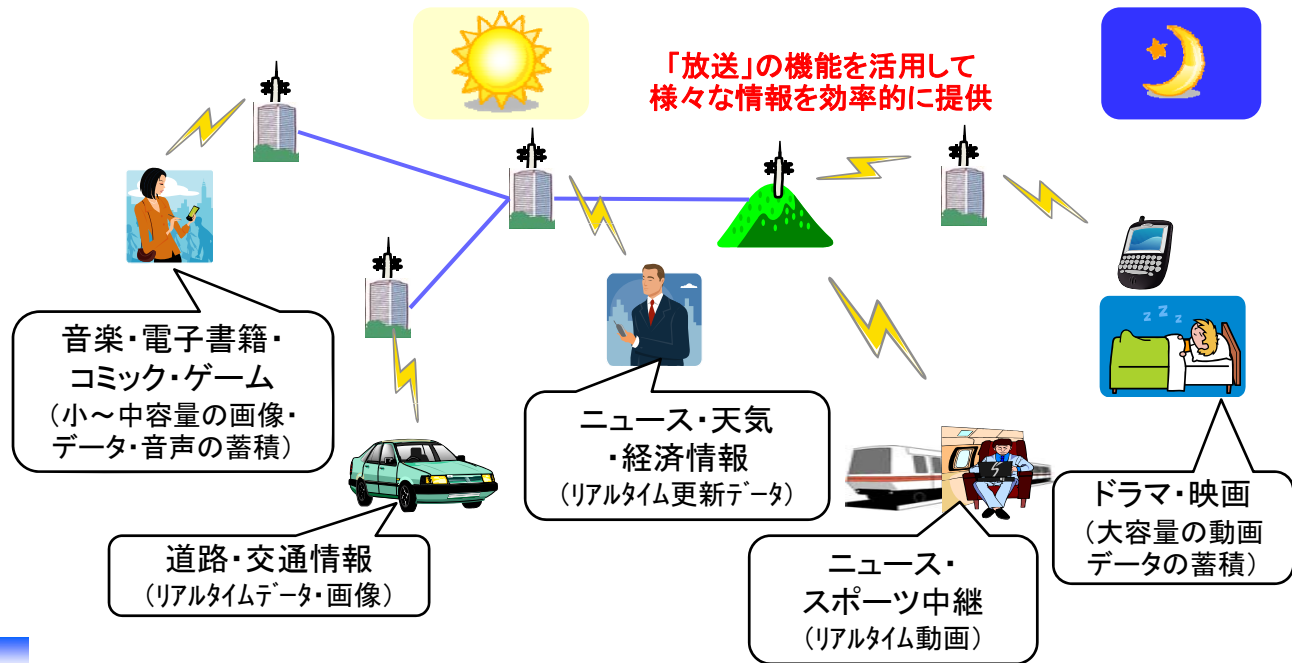 「放送」の機能を活用して
様々な情報を効率的に提供
音楽・電子書籍・
コミック・ゲーム
(小～中容量の画像・
データ・音声の蓄積)
道路・交通情報
(ﾘｱﾙﾀｲﾑﾃﾞｰﾀ・画像)
ニュース・天気
・経済情報
(ﾘｱﾙﾀｲﾑ更新ﾃﾞｰﾀ)
ニュース・
スポーツ中継
(ﾘｱﾙﾀｲﾑ動画)
z z z
ドラマ・映画
(大容量の動画
データの蓄積)